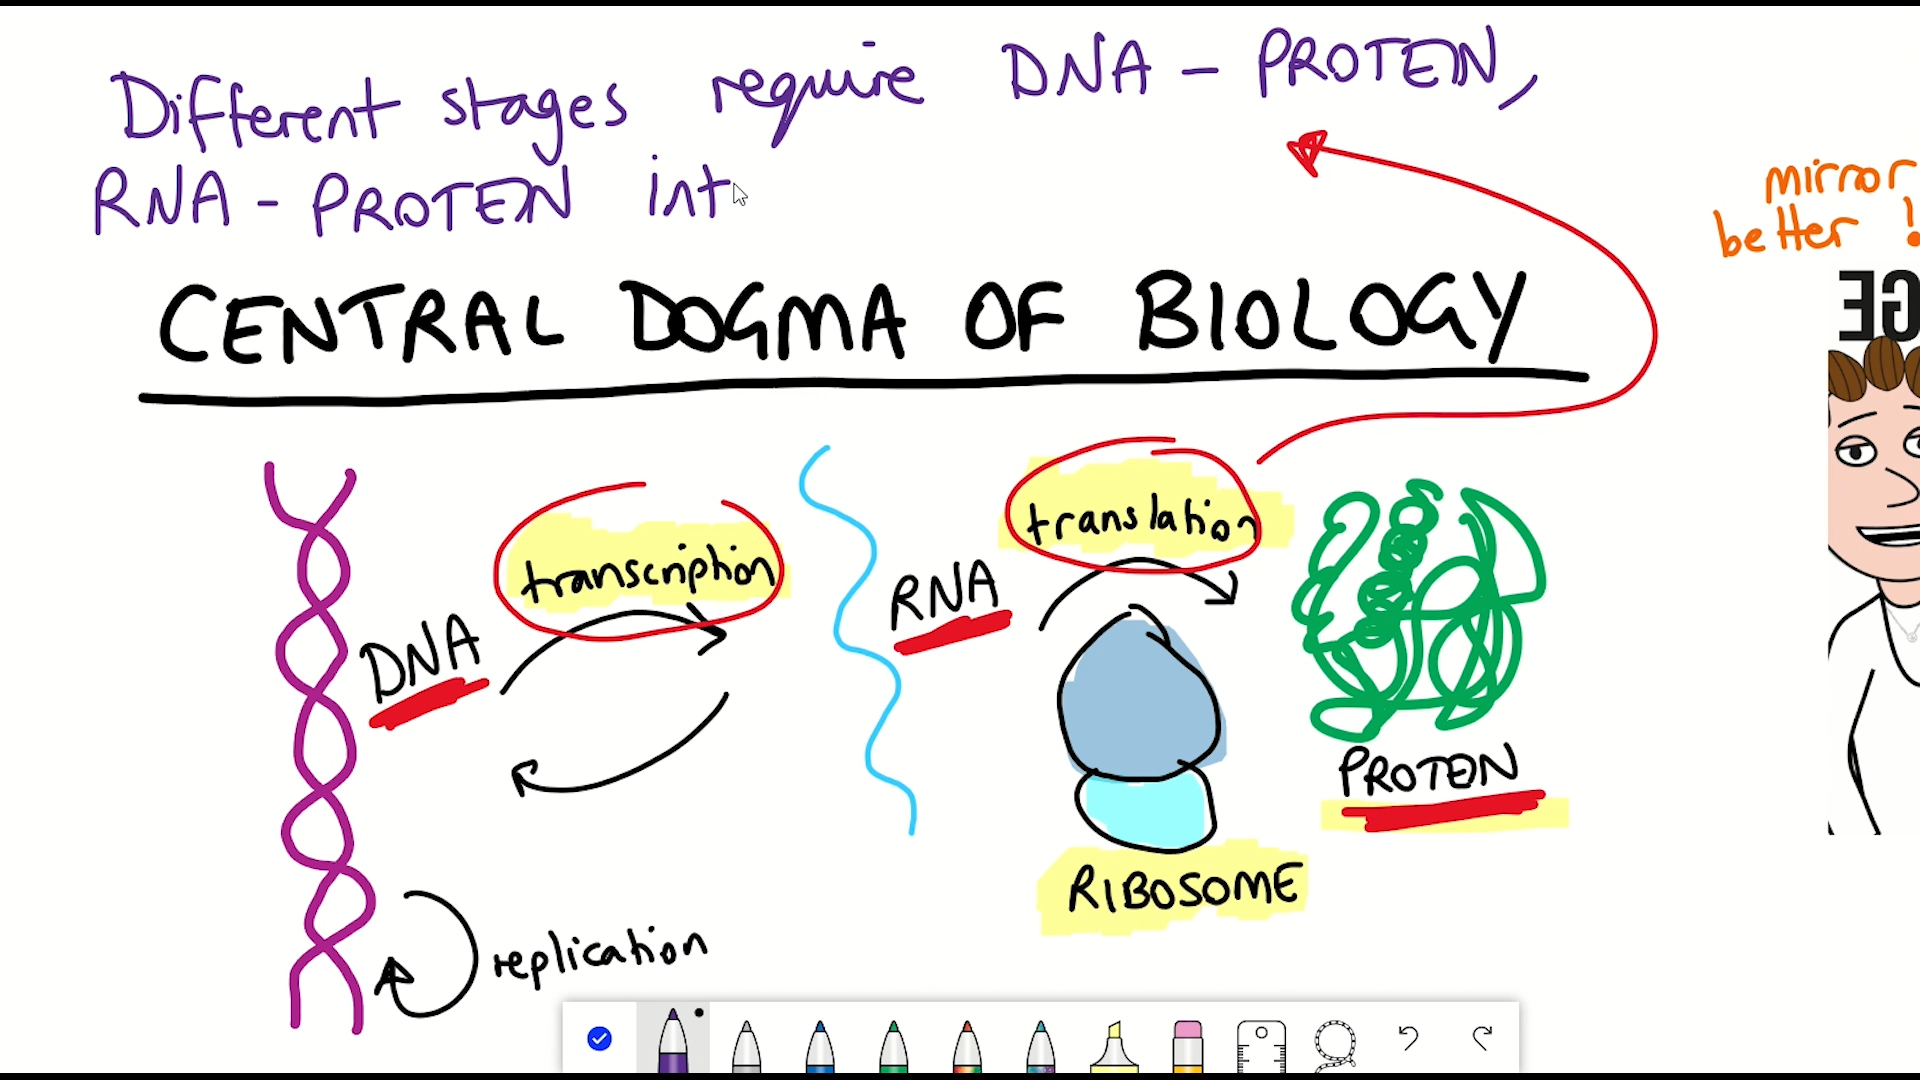 Different stages require DNA - PROTEIN,
RNA - PROTEIN int
mirror
better !
CENTRAL DOGMA OF BIOLOGY
transcription
translation
RNA
DNA
PROTEIN
RIBOSOME
replication